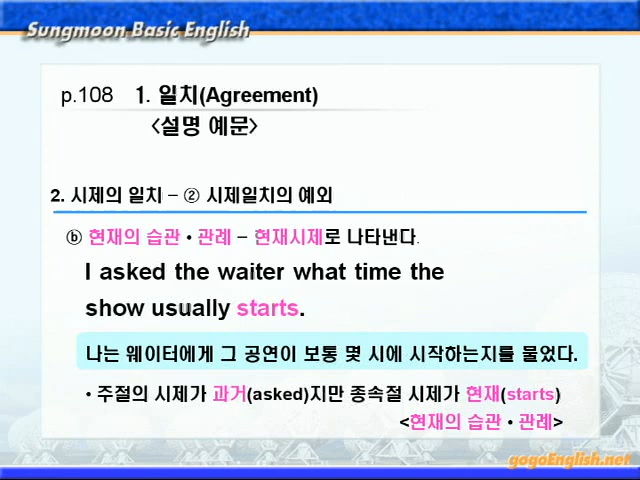 Sungmoon Basic English
p.108 1. 일치(Agreement)
<설명 예문>
2. 시제의 일치 – ② 시제일치의 예외
ⓑ 현재의 습관 • 관례 – 현재시제로 나타낸다.
I asked the waiter what time the
show usually starts.
나는 웨이터에게 그 공연이 보통 몇 시에 시작하는지를 물었다.
• 주절의 시제가 과거(asked)지만 종속절 시제가 현재(starts)
<현재의 습관 • 관례>
gogoEnglish.net